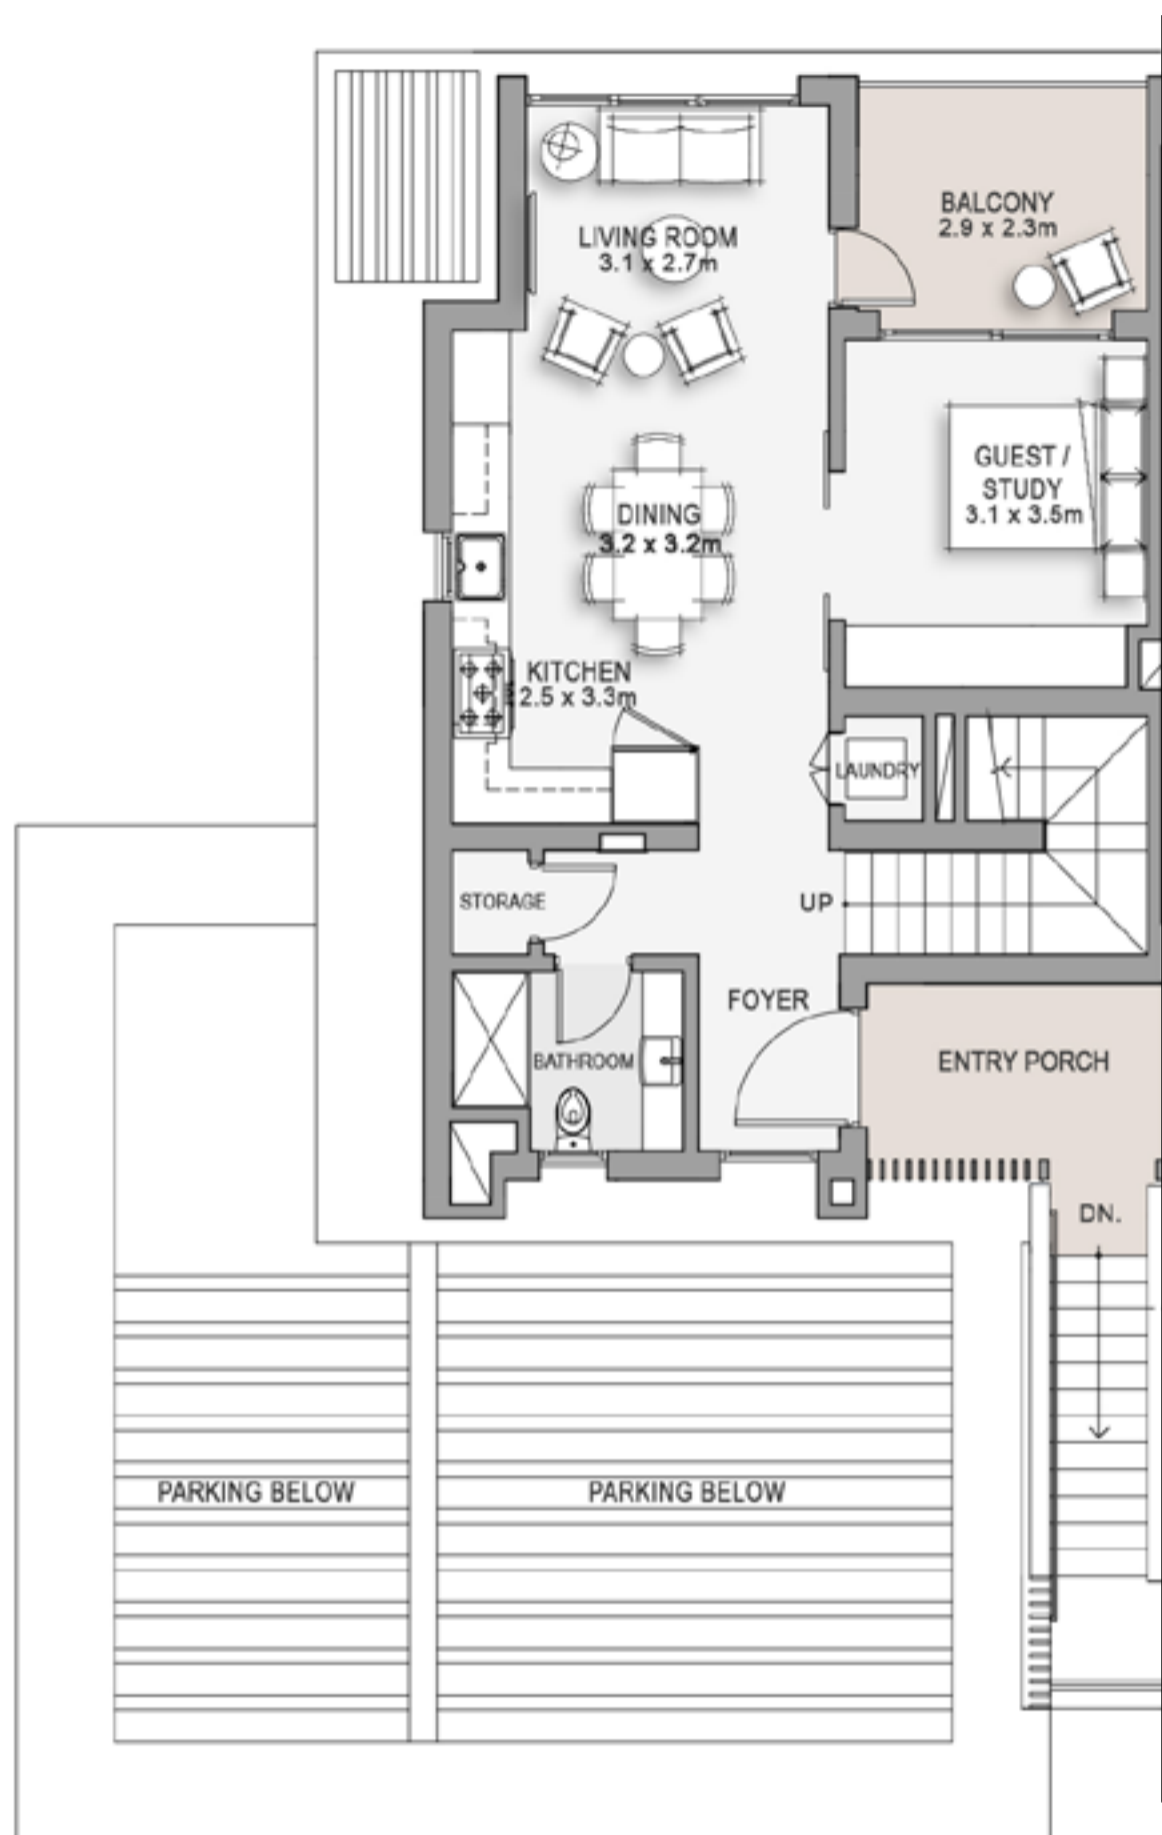 BALCONY
2.9 x 2.3m
LIVING ROOM
3.1 x 2.7m
GUEST /
STUDY
3.1 x 3.5m
DINING
3.2 x 3.2m
KITCHEN
2.5 x 3.3m
LAUNDRY
STORAGE
UP
FOYER
BATHROOM
ENTRY PORCH
DN.
PARKING BELOW
PARKING BELOW